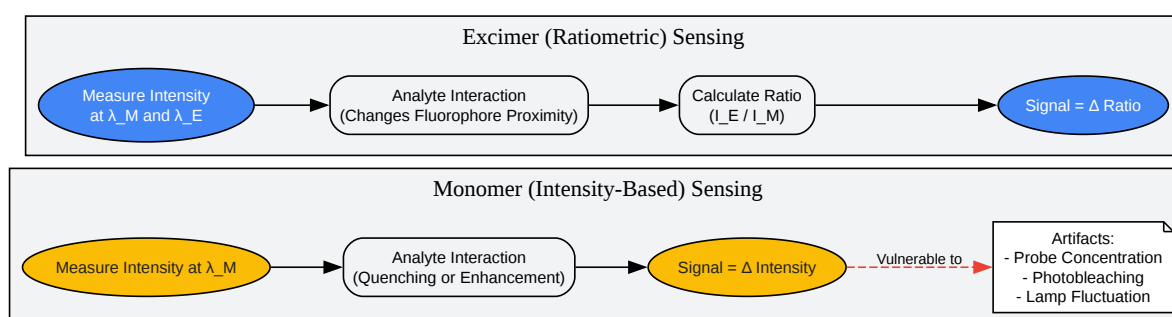 Excimer (Ratiometric) Sensing
Measure Intensity
at λ_M and λ_E
Analyte Interaction
(Changes Fluorophore Proximity)
Calculate Ratio
(I_E / I_M)
Signal = Δ Ratio
Monomer (Intensity-Based) Sensing
Measure Intensity at λ_M
Analyte Interaction
(Quenching or Enhancement)
Signal = Δ Intensity
Vulnerable to
Artifacts:
- Probe Concentration
- Photobleaching
- Lamp Fluctuation